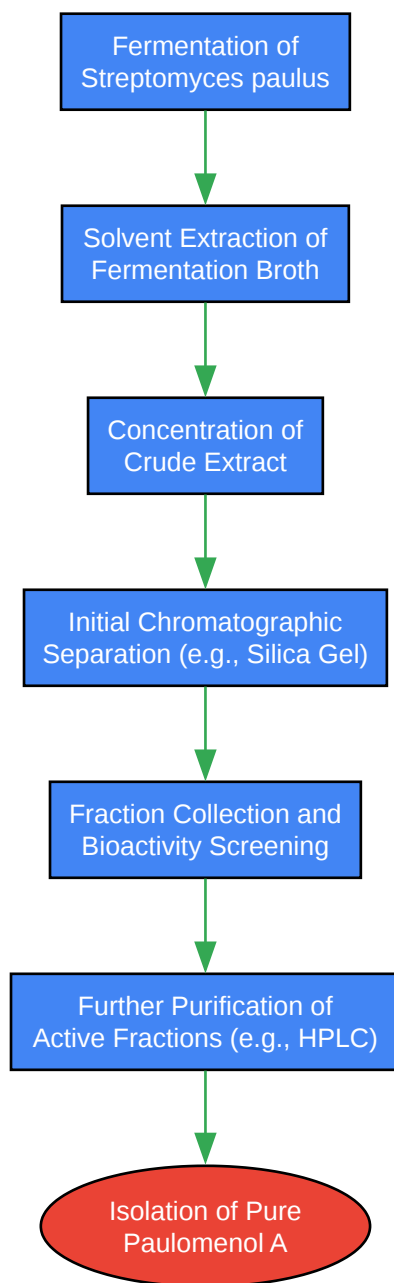 Fermentation of
Streptomyces paulus
Solvent Extraction of
Fermentation Broth
Concentration of
Crude Extract
Initial Chromatographic
Separation (e.g., Silica Gel)
Fraction Collection and
Bioactivity Screening
Further Purification of
Active Fractions (e.g., HPLC)
Isolation of Pure
Paulomenol A